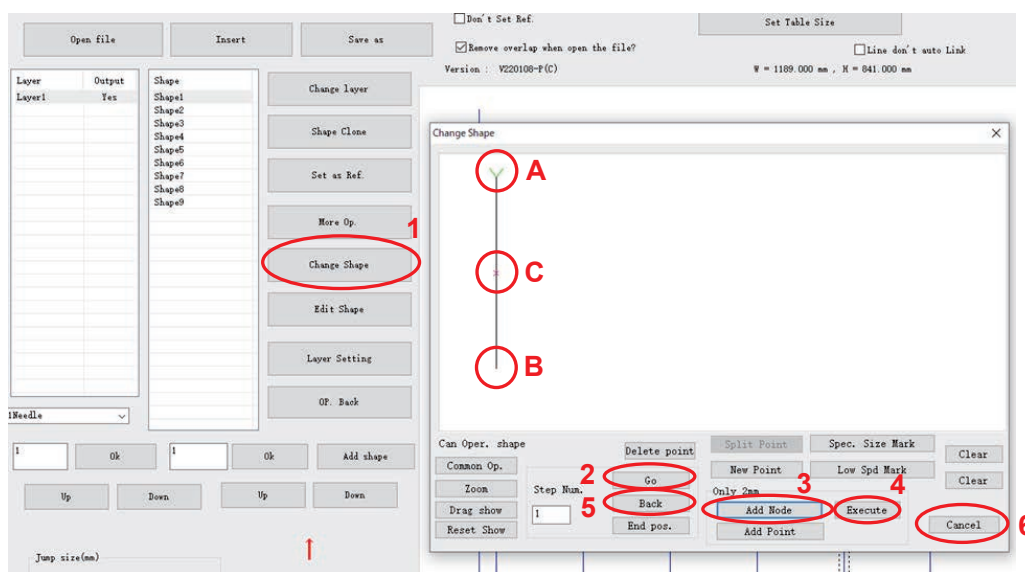 Open file
Insert
Save as
Don't Set Ref.
Set Table Size
Remove overlap when open the file?
Line don't auto Link
Version : V220108-P(C)
W = 1189.000 mm , H = 841.000 mm
Layer Output
Layer1 Yes
Shape
Shape1
Shape2
Shape3
Shape4
Shape5
Shape6
Shape7
Shape8
Shape9
Change layer
Shape Clone
Set as Ref.
More Op.
1
Change Shape
Edit Shape
Layer Setting
OP. Back
1Needle
1
Ok
1
Ok
Add shape
Up
Down
Up
Down
Jump size(mm)
Change Shape
A
C
B
Can Oper. shape
Common Op.
Zoom
Drag show
Reset Show
Step Num.
1
Delete point
2
Go
5
Back
End pos.
Split Point
Spec. Size Mark
New Point
Low Spd Mark
Only 2mm
3
4
Add Node
Execute
Add Point
Clear
Clear
Cancel
6